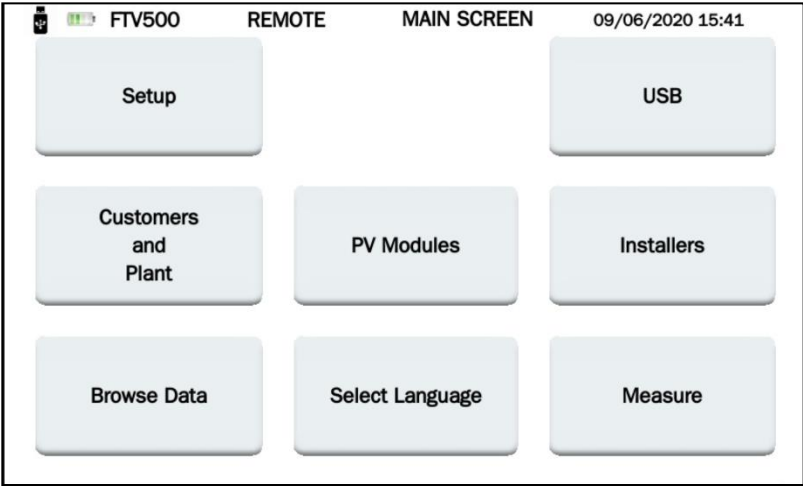 FTV500 REMOTE MAIN SCREEN 09/06/2020 15:41
Setup
USB
Customers
and
Plant
PV Modules
Installers
Browse Data
Select Language
Measure